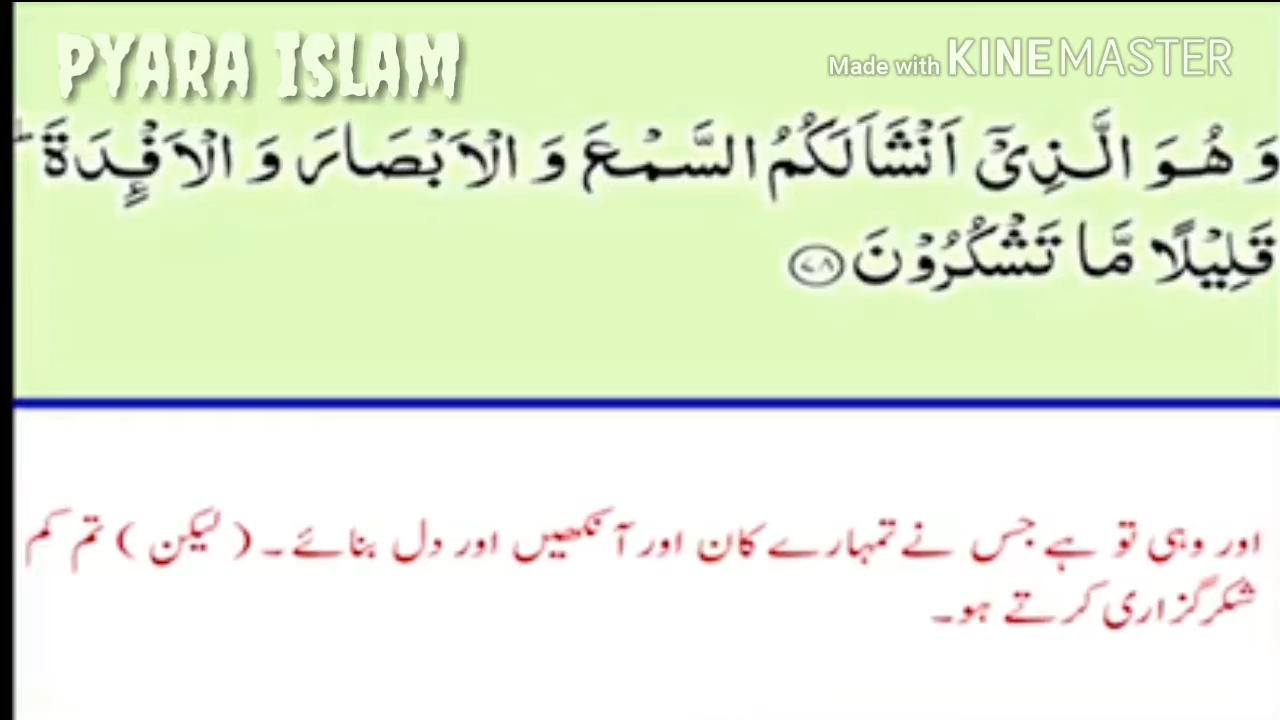 PYARA ISLAM
Made with KINEMASTER
وَ هُوَ الَّذِیْۤ اَنْشَاَ لَكُمُ السَّمْعَ وَ الْاَبْصَارَ وَ الْاَفْـِٕدَةَ ؕ
قَلِیْلًا مَّا تَشْكُرُوْنَ ﴿۷۸﴾
اور وہی تو ہے جس نے تمہارے کان اور آنکھیں اور دل بنائے۔ ( لیکن ) تم کم
شکرگزاری کرتے ہو۔